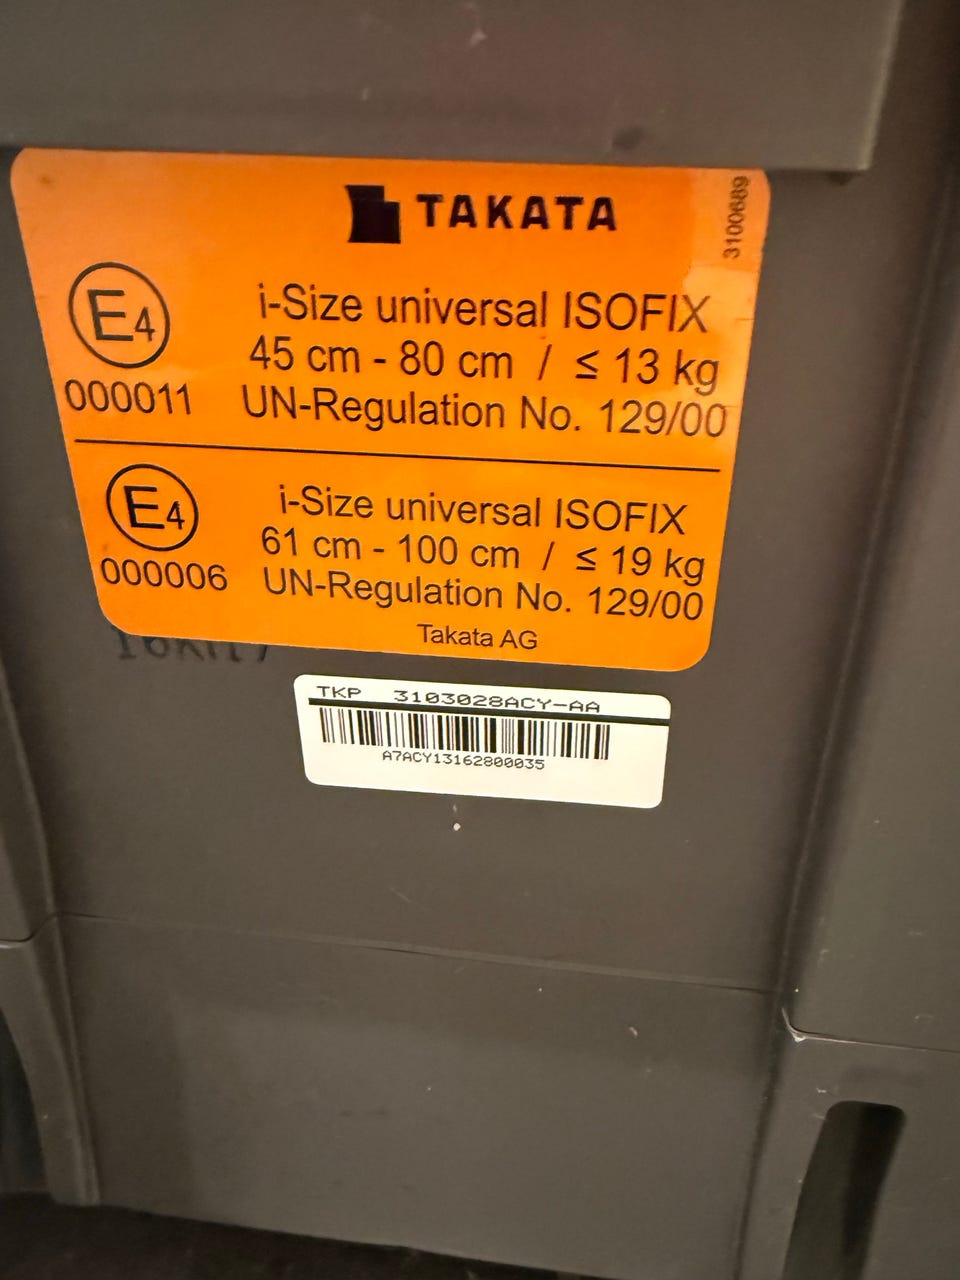 TAKATA
3100689
E4
i-Size universal ISOFIX
45 cm - 80 cm / ≤ 13 kg
000011
UN-Regulation No. 129/00
E4
i-Size universal ISOFIX
61 cm - 100 cm / ≤ 19 kg
000006
UN-Regulation No. 129/00
Takata AG
TKP 3103028ACY-AA
A7ACY13162800035